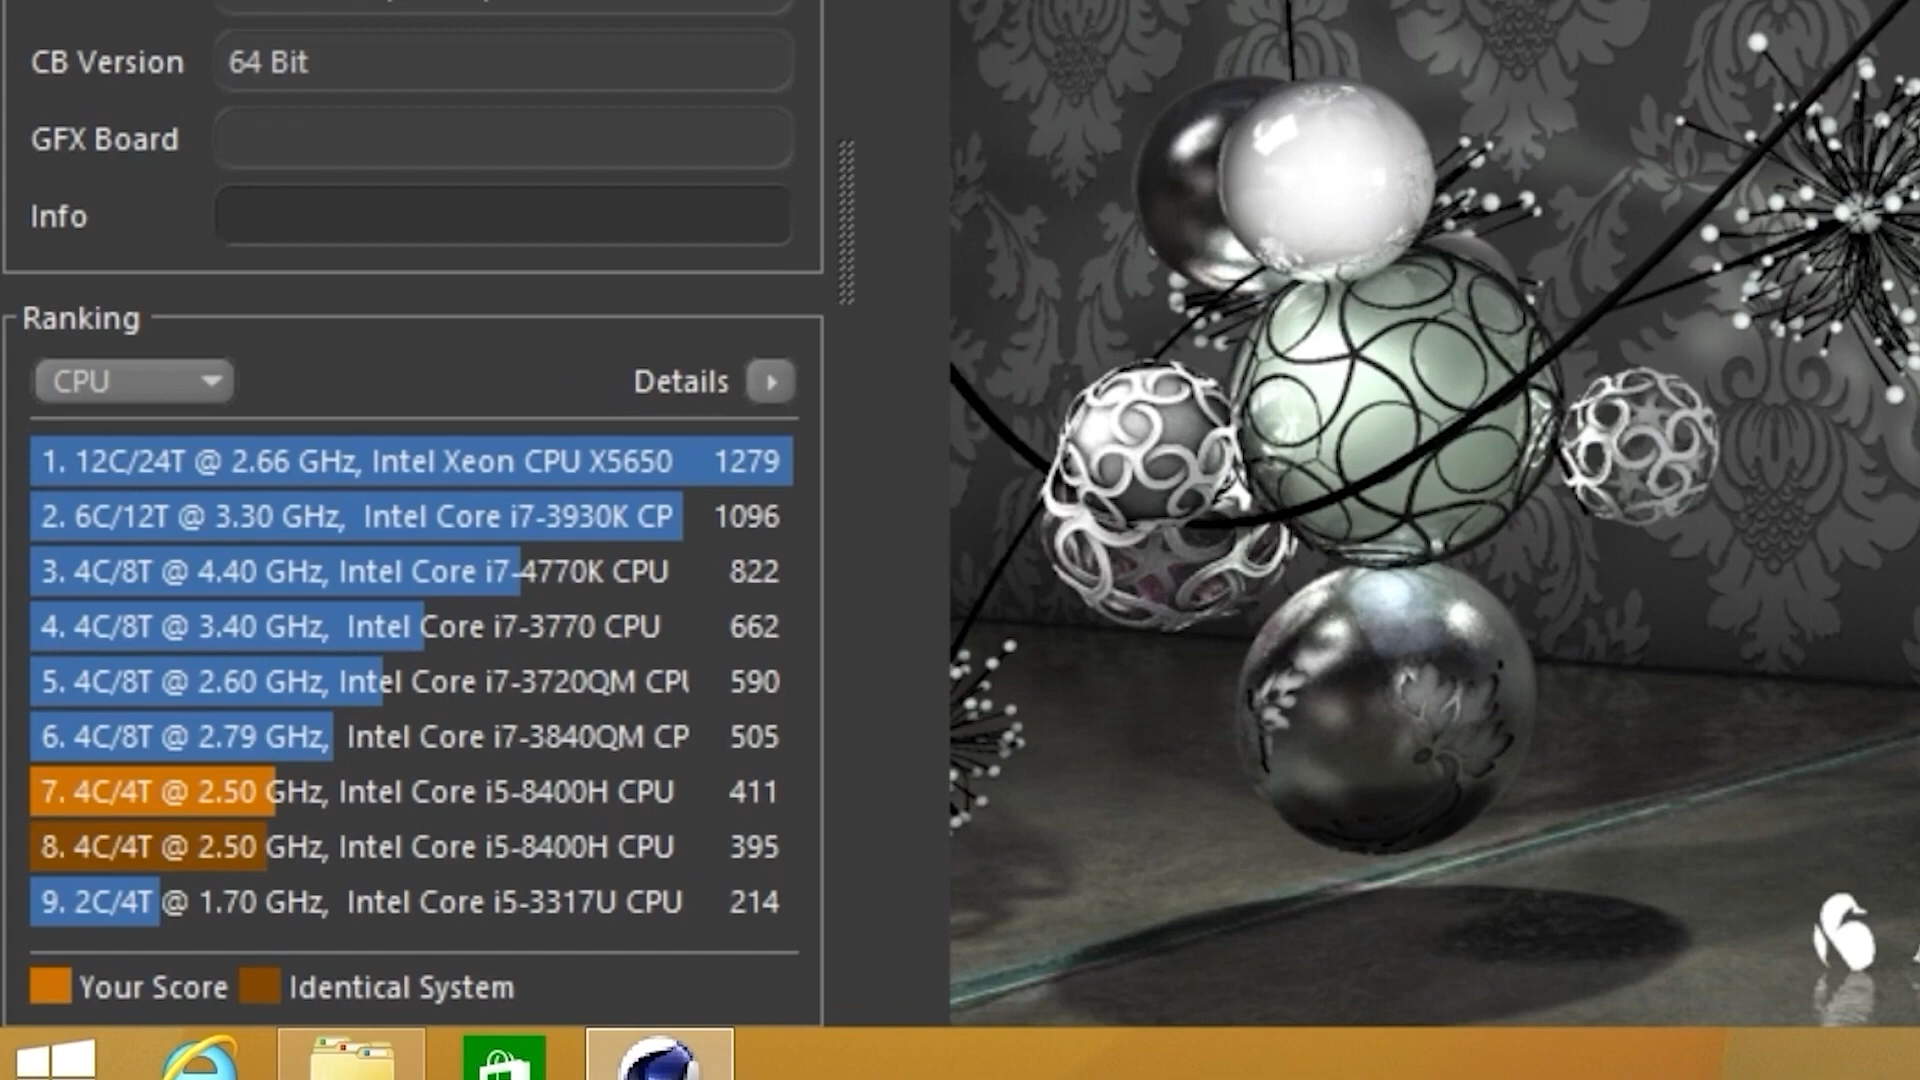 CB Version 64 Bit
GFX Board
Info
Ranking
CPU Details
1. 12C/24T @ 2.66 GHz, Intel Xeon CPU X5650 1279
2. 6C/12T @ 3.30 GHz, Intel Core i7-3930K CP 1096
3. 4C/8T @ 4.40 GHz, Intel Core i7-4770K CPU 822
4. 4C/8T @ 3.40 GHz, Intel Core i7-3770 CPU 662
5. 4C/8T @ 2.60 GHz, Intel Core i7-3720QM CPU 590
6. 4C/8T @ 2.79 GHz, Intel Core i7-3840QM CP 505
7. 4C/4T @ 2.50 GHz, Intel Core i5-8400H CPU 411
8. 4C/4T @ 2.50 GHz, Intel Core i5-8400H CPU 395
9. 2C/4T @ 1.70 GHz, Intel Core i5-3317U CPU 214
Your Score Identical System